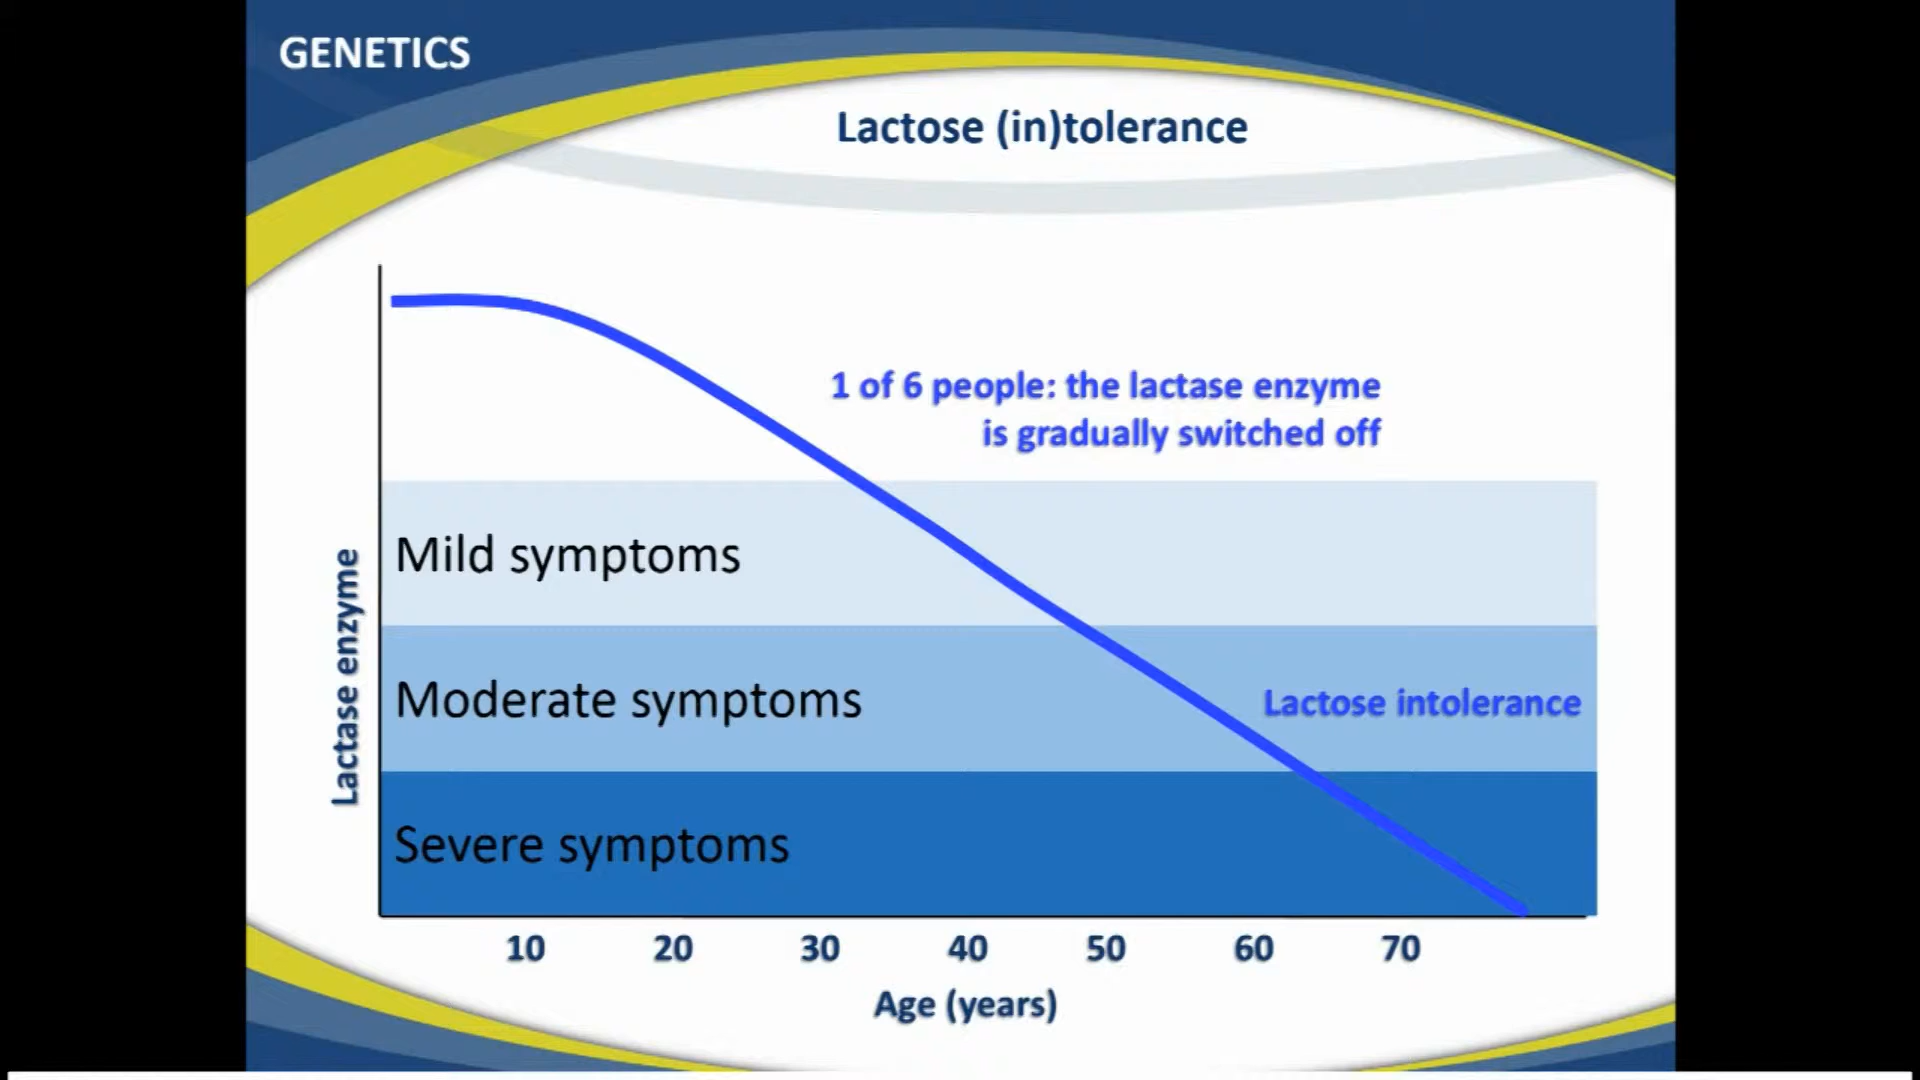 GENETICS
Lactose (in)tolerance
1 of 6 people: the lactase enzyme
is gradually switched off
Mild symptoms
Moderate symptoms
Lactose intolerance
Severe symptoms
Lactase enzyme
10 20 30 40 50 60 70
Age (years)